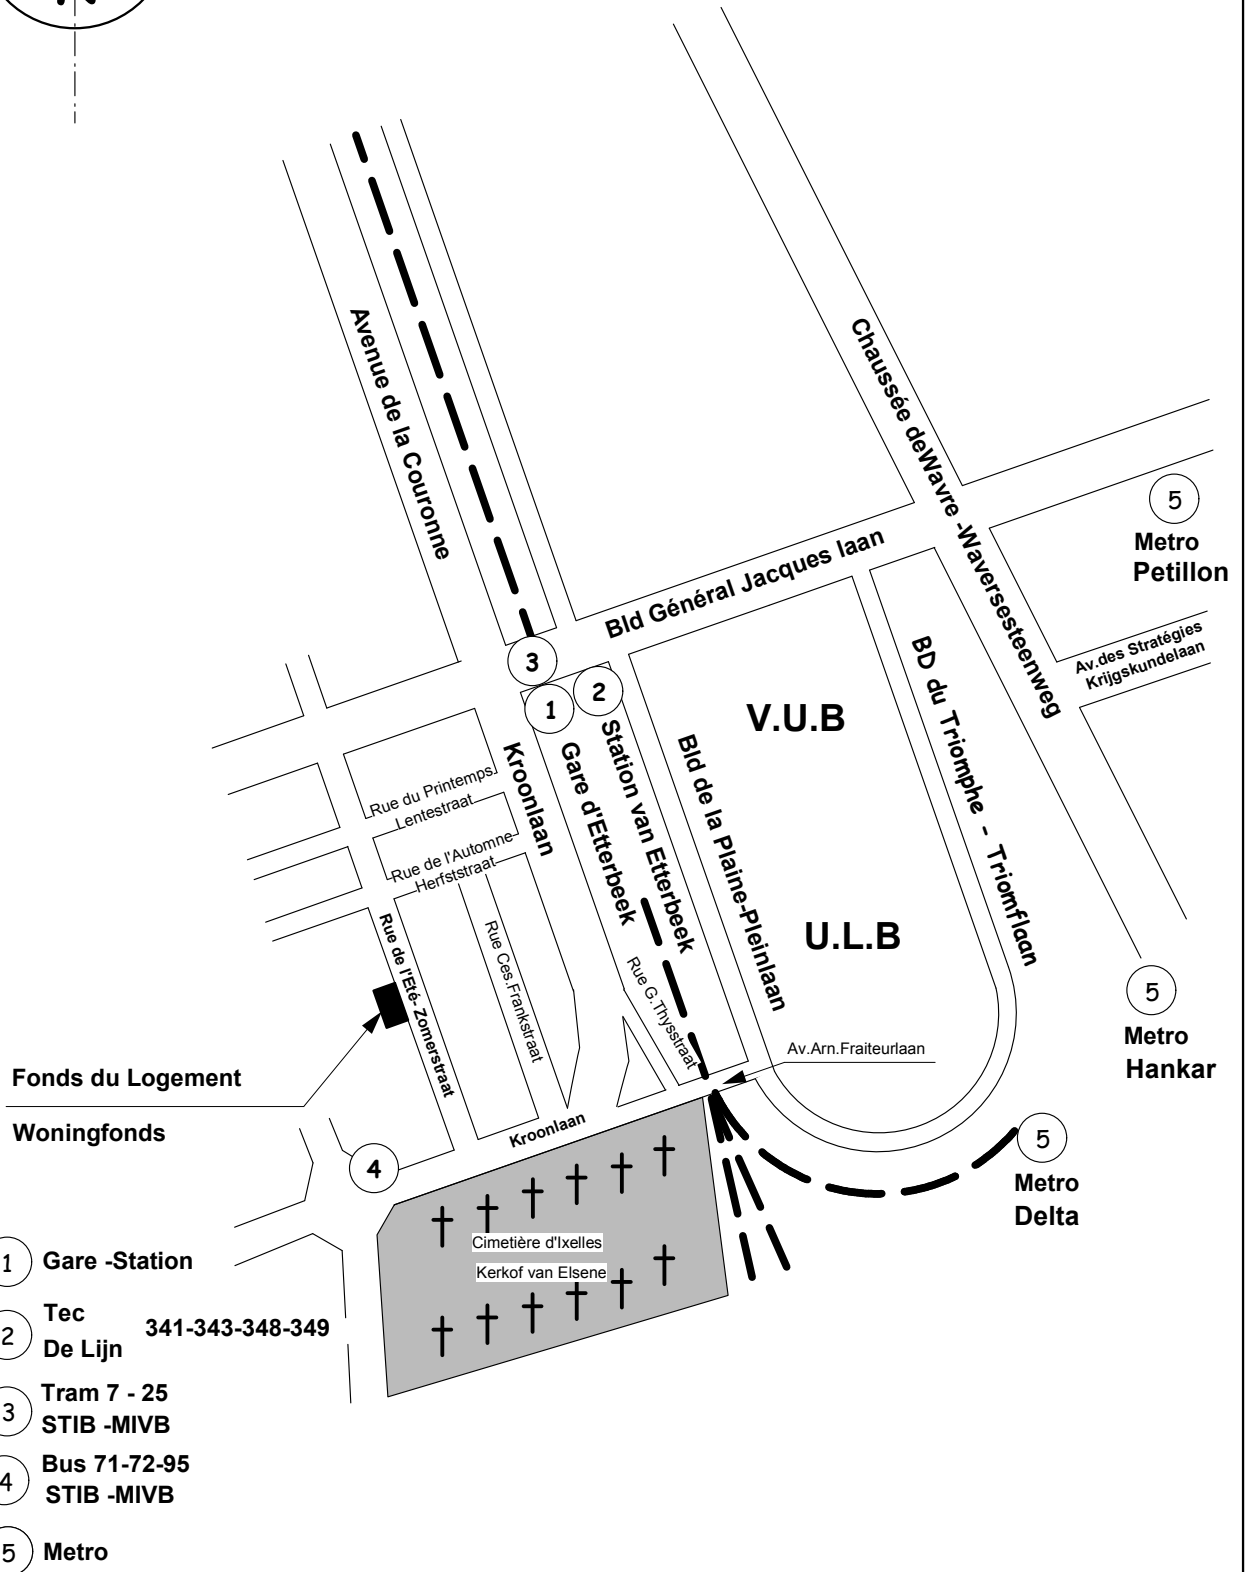 Avenue de la Couronne
Chaussée deWavre -Waversesteenweg
Bld Général Jacques laan
5
Metro
Petillon
Av.des Stratégies
Krijgskundelaan
3
1
2
Kroonlaan
Gare d'Etterbeek
Station van Etterbeek
Bld de la Plaine-Pleinlaan
V.U.B
U.L.B
BD du Triomphe - Triomflaan
Rue du Printemps
Lentestraat
Rue de l'Automne
Herfststraat
Rue de l'Eté- Zomerstraat
Rue Ces.Frankstraat
Rue G.Thysstraat
Av.Arn.Fraiteurlaan
5
Metro
Hankar
Fonds du Logement
Woningfonds
Kroonlaan
4
5
Metro
Delta
Cimetière d'Ixelles
Kerkof van Elsene
1 Gare -Station
2 Tec
De Lijn 341-343-348-349
3 Tram 7 - 25
STIB -MIVB
4 Bus 71-72-95
STIB -MIVB
5 Metro